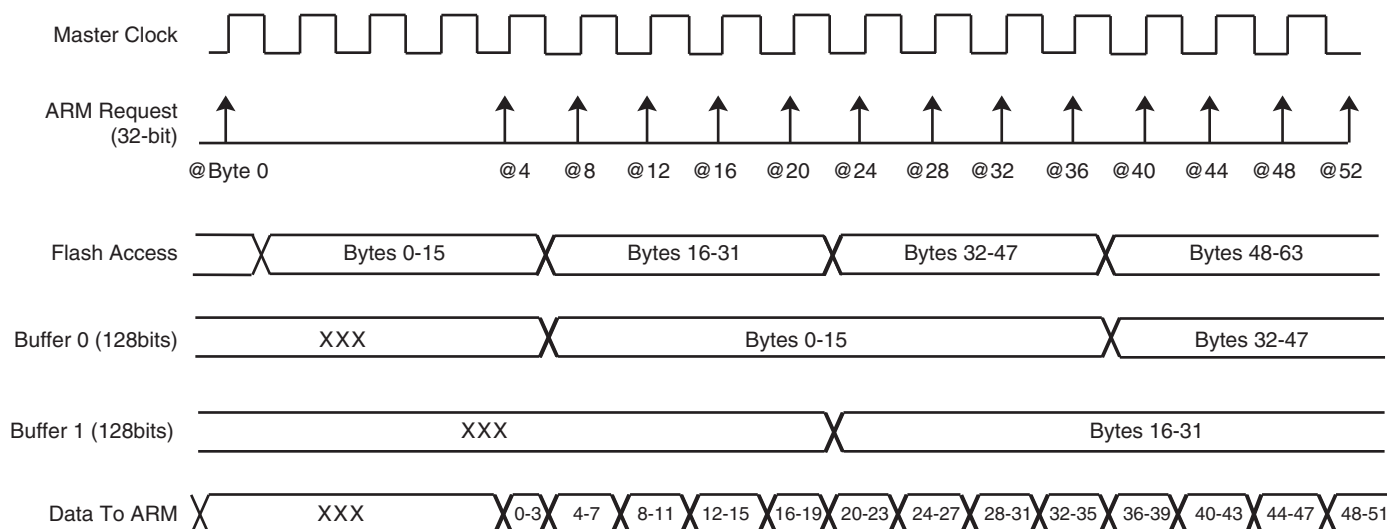 Master Clock
ARM Request
(32-bit)
@Byte 0 @4 @8 @12 @16 @20 @24 @28 @32 @36 @40 @44 @48 @52
Flash Access Bytes 0-15 Bytes 16-31 Bytes 32-47 Bytes 48-63
Buffer 0 (128bits) XXX Bytes 0-15 Bytes 32-47
Buffer 1 (128bits) XXX Bytes 16-31
Data To ARM XXX 0-3 4-7 8-11 12-15 16-19 20-23 24-27 28-31 32-35 36-39 40-43 44-47 48-51